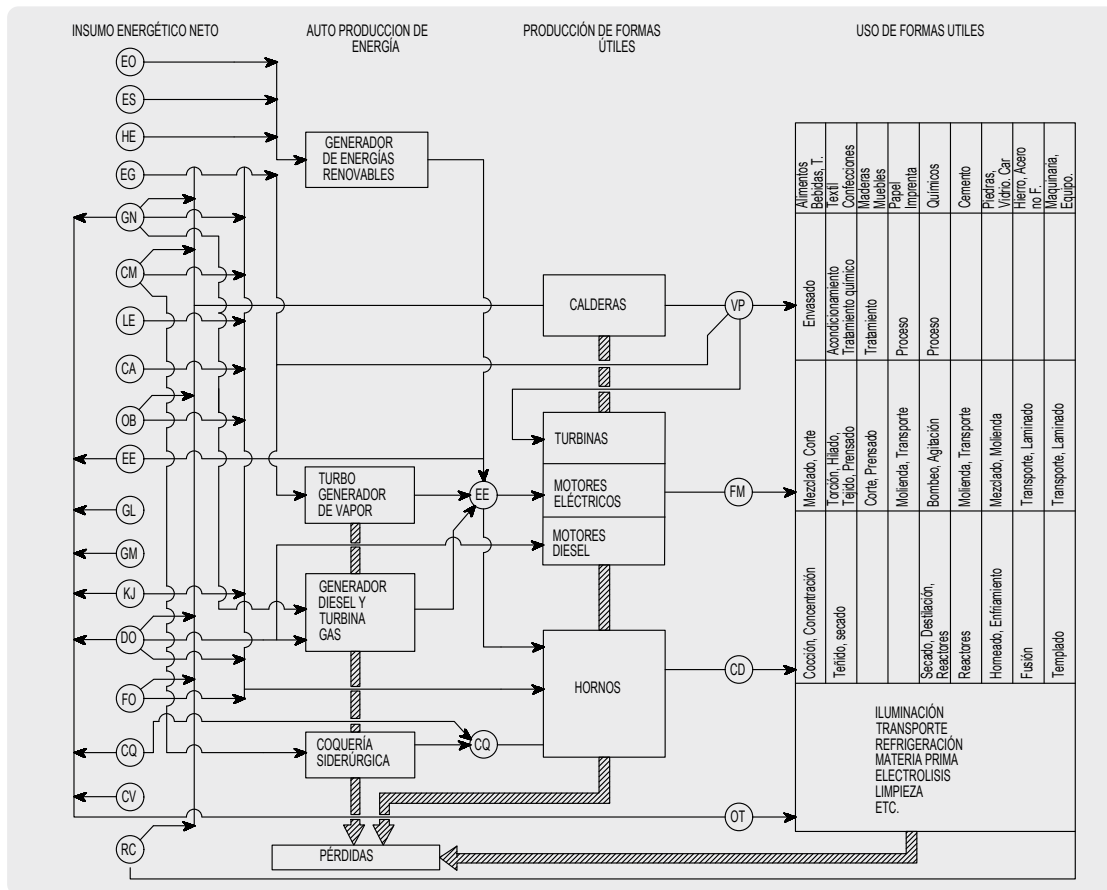 INSUMO ENERGÉTICO NETO
AUTO PRODUCCION DE
ENERGÍA
PRODUCCIÓN DE FORMAS
ÚTILES
USO DE FORMAS UTILES
EO
ES
HE
EG
GN
CM
LE
CA
OB
EE
GL
GM
KJ
DO
FO
CQ
CV
RC
GENERADOR
DE ENERGÍAS
RENOVABLES
TURBO
GENERADOR
DE VAPOR
GENERADOR
DIESEL Y
TURBINA
GAS
COQUERÍA
SIDERÚRGICA
PÉRDIDAS
EE
CQ
CALDERAS
TURBINAS
MOTORES
ELÉCTRICOS
MOTORES
DIESEL
HORNOS
VP
FM
CD
OT
Alimentos
Bebidas, T.
Textil
Confecciones
Maderas
Muebles
Papel
Imprenta
Químicos
Cemento
Piedras,
Vidrio. Car
Hierro, Acero
no F.
Maquinaria,
Equipo.
Envasado
Acondicionamiento
Tratamiento químico
Tratamiento
Proceso
Proceso
Mezclado, Corte
Torción, Hilado,
Tejido, Prensado
Corte, Prensado
Molienda, Transporte
Bombeo, Agitación
Molienda, Transporte
Mezclado, Molienda
Transporte, Laminado
Transporte, Laminado
Cocción, Concentración
Teñido, secado
Secado, Destilación,
Reactores
Reactores
Horneado, Enfriamiento
Fusión
Templado
ILUMINACIÓN
TRANSPORTE
REFRIGERACIÓN
MATERIA PRIMA
ELECTROLISIS
LIMPIEZA
ETC.